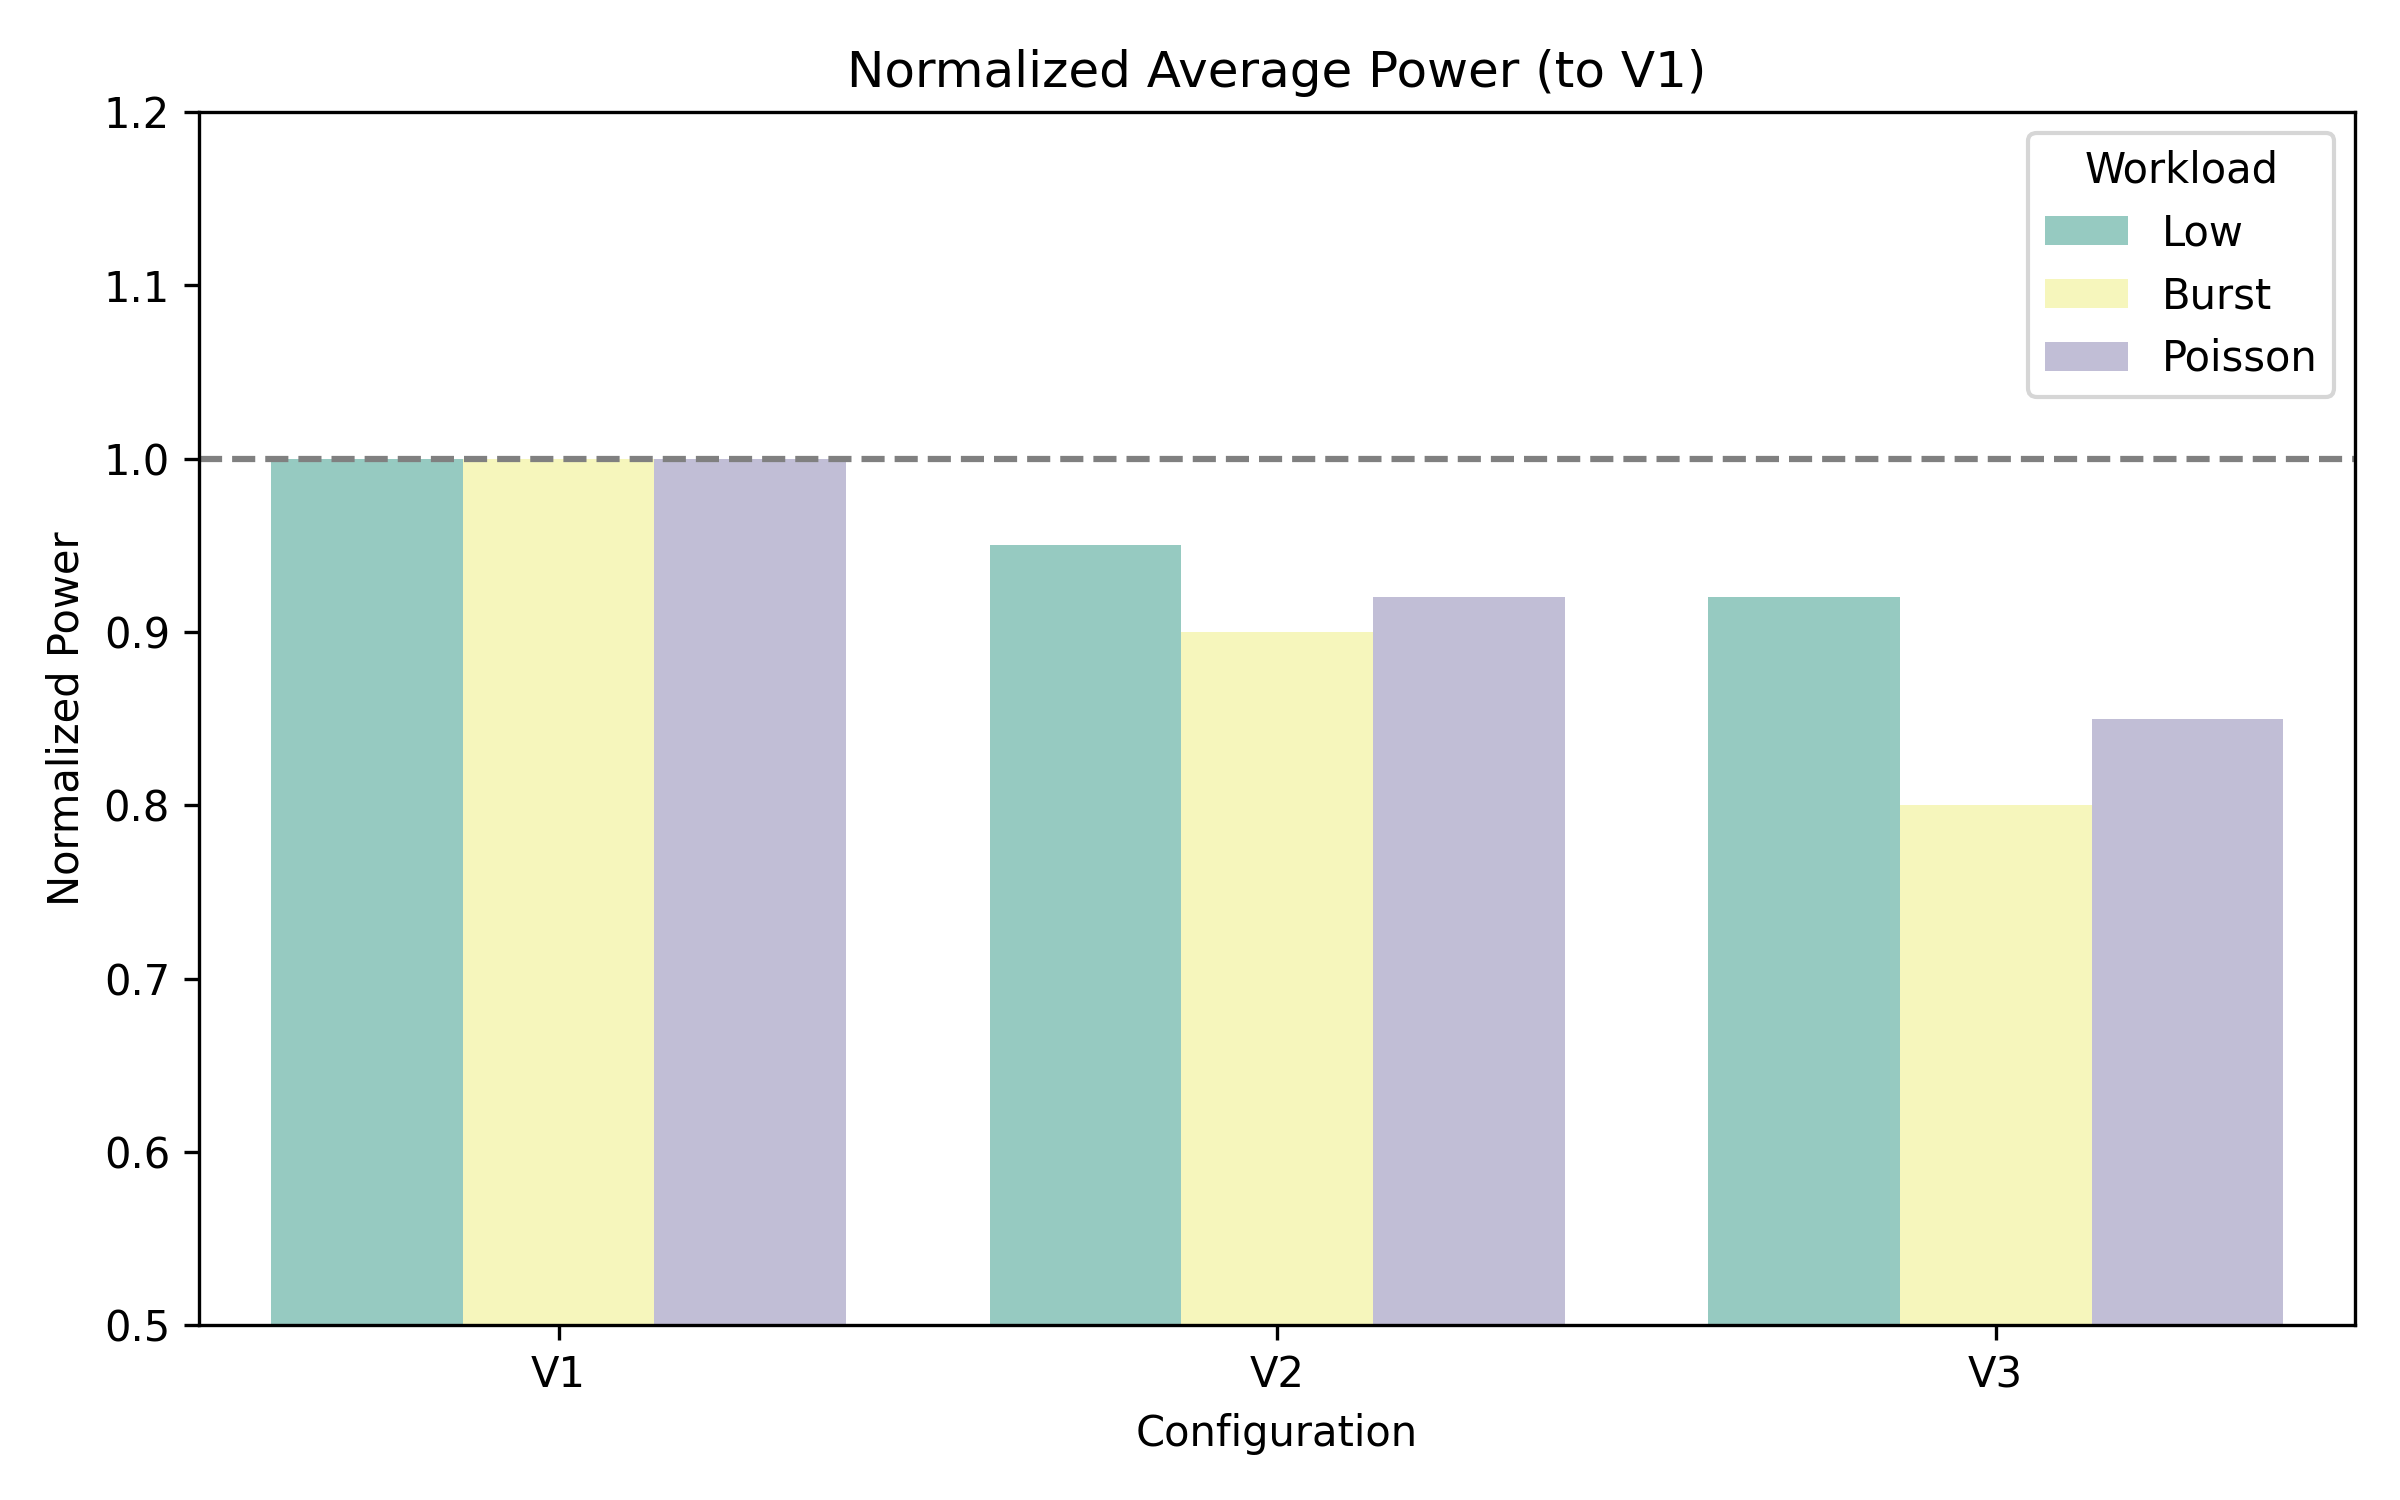 Normalized Average Power (to V1)
1.2
1.1
1.0
0.9
0.8
0.7
0.6
0.5
Normalized Power
Workload
Low
Burst
Poisson
V1
V2
V3
Configuration